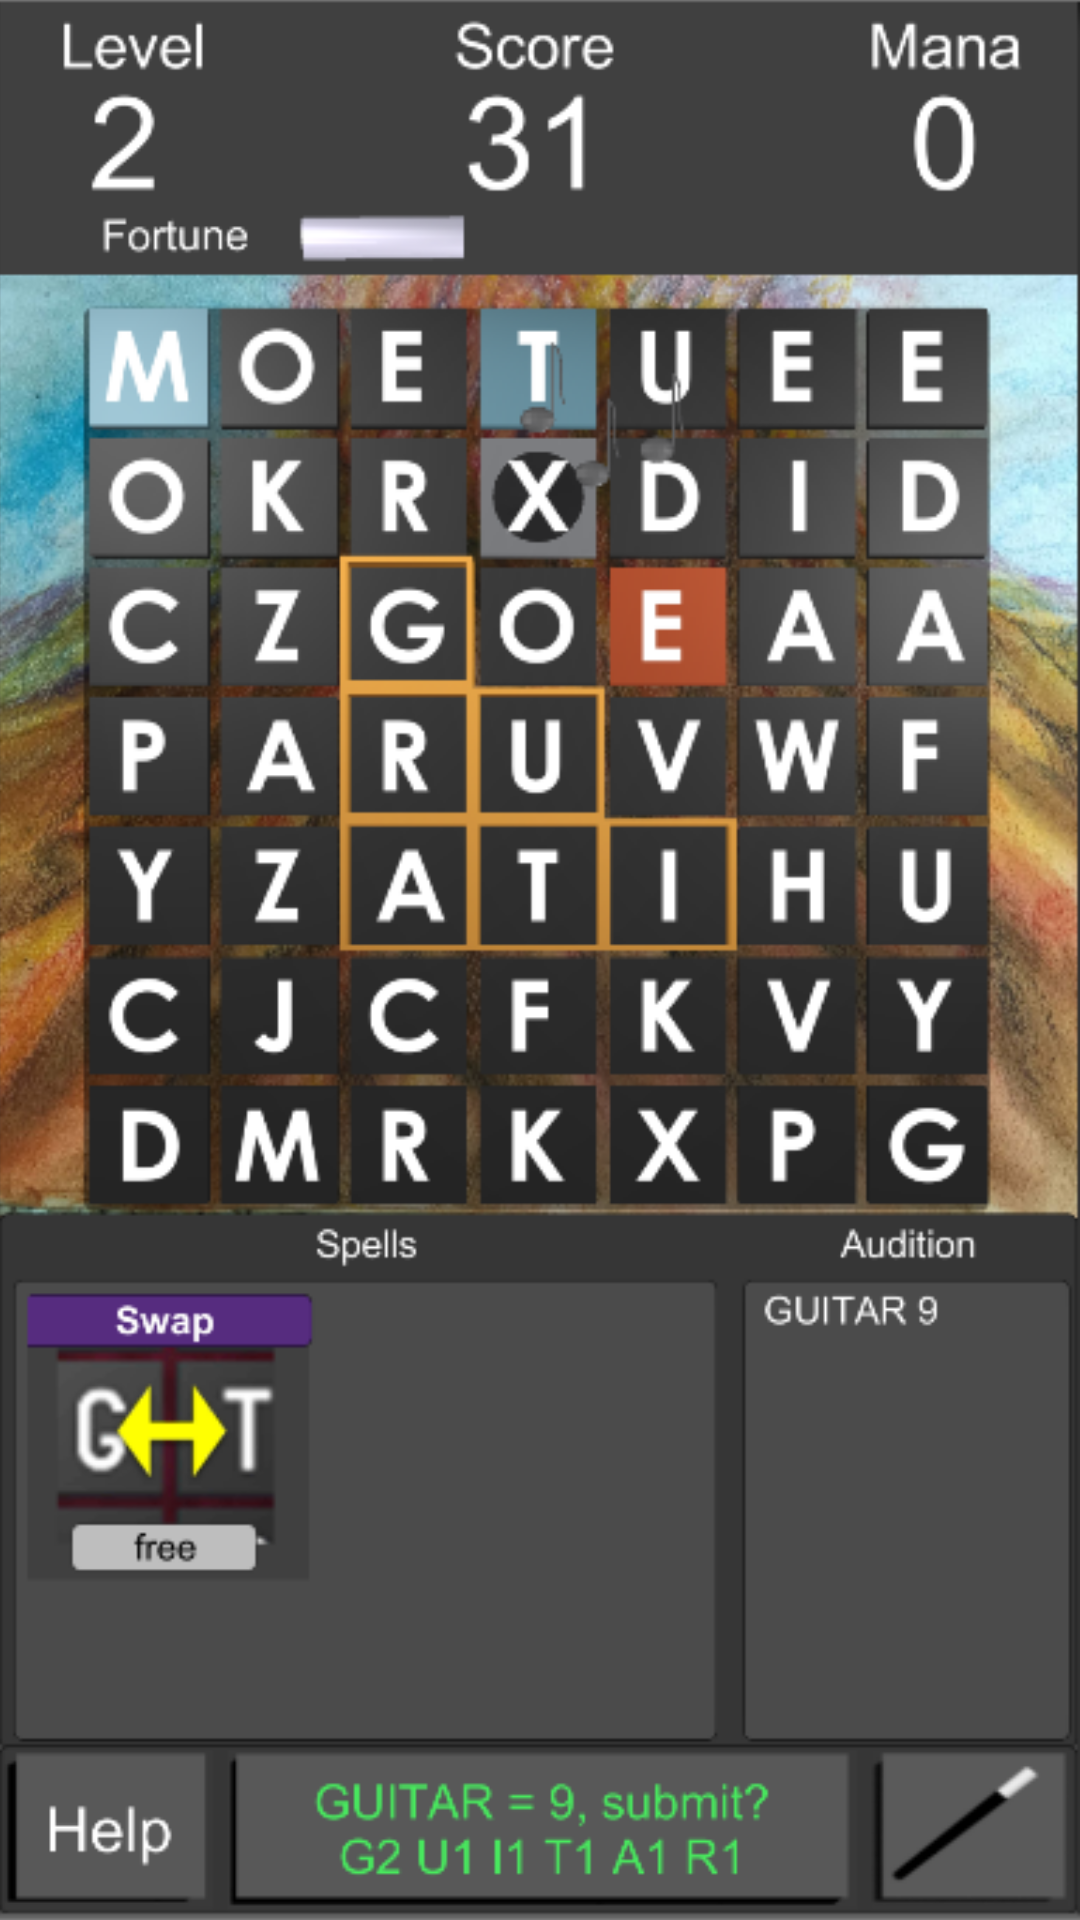 Level Score Mana
2 31 0
Fortune
M O E T U E E
O K R X D I D
C Z G O E A A
P A R U V W F
Y Z A T I H U
C J C F K V Y
D M R K X P G
Spells Audition
Swap GUITAR 9
G T
free
Help GUITAR = 9, submit?
G2 U1 I1 T1 A1 R1